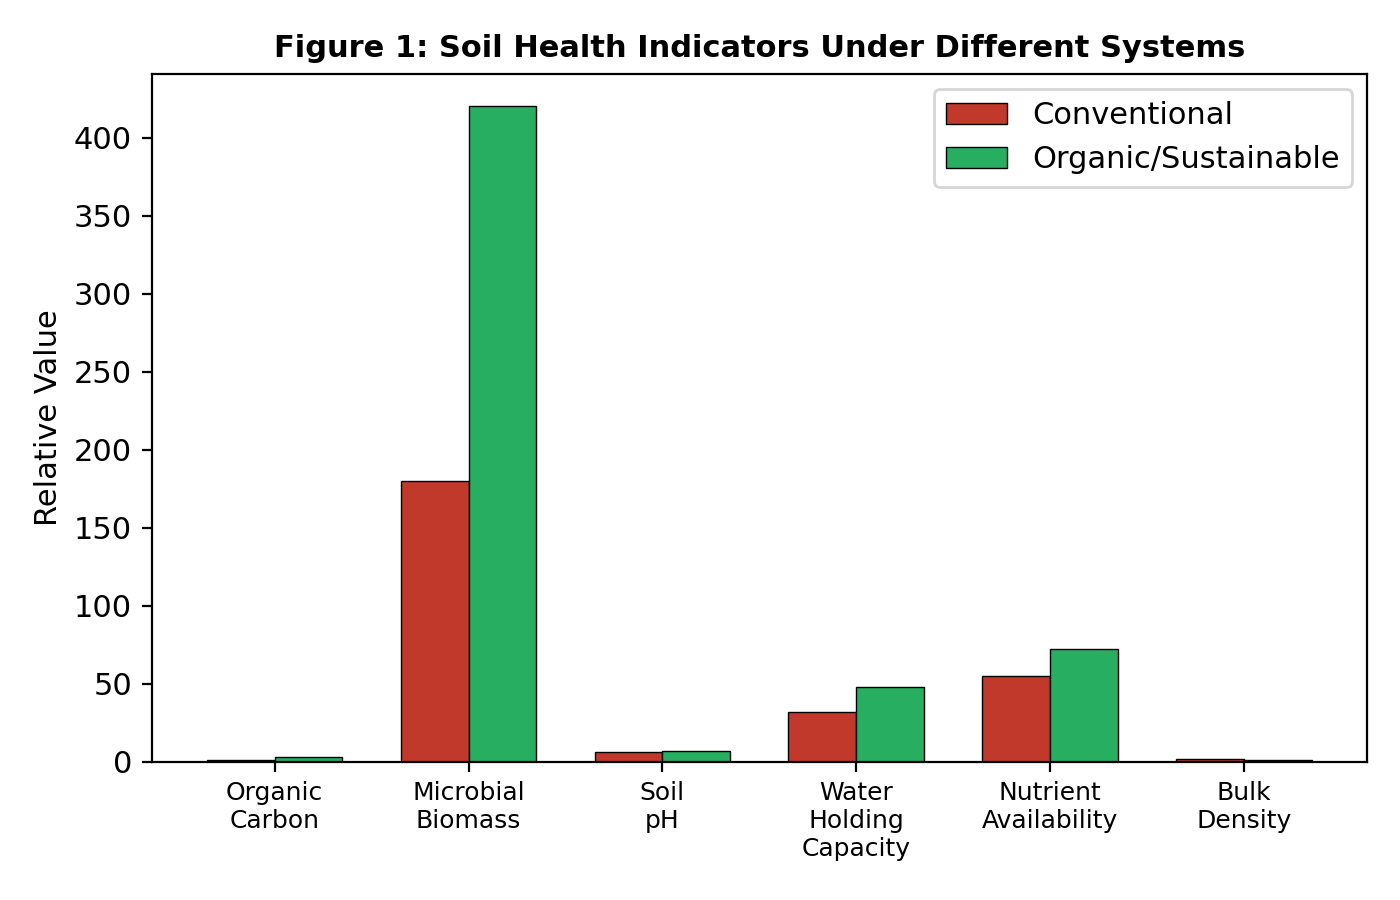 Figure 1: Soil Health Indicators Under Different Systems
Conventional
Organic/Sustainable
Relative Value
400
350
300
250
200
150
100
50
0
Organic
Carbon
Microbial
Biomass
Soil
pH
Water
Holding
Capacity
Nutrient
Availability
Bulk
Density